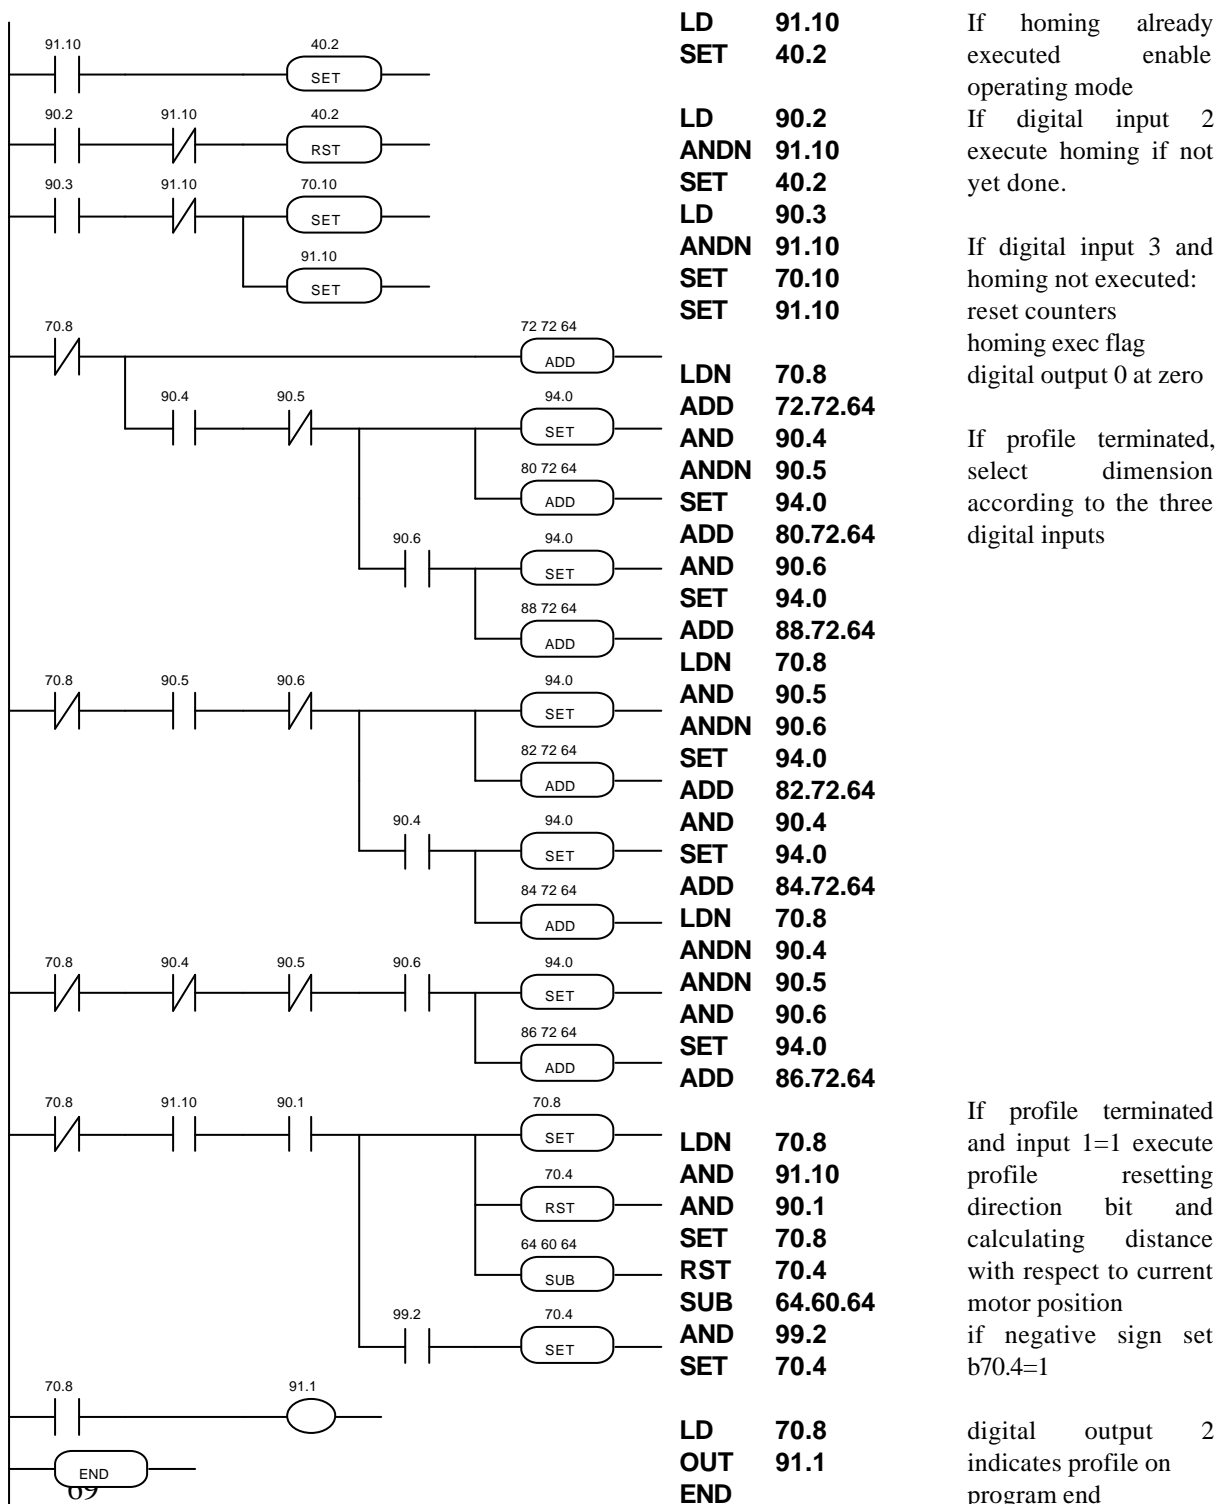 91.10 40.2
SET
90.2 91.10 40.2
RST
90.3 91.10 70.10
SET
91.10
SET
70.8 72 72 64
ADD
90.4 90.5 94.0
SET
80 72 64
ADD
90.6 94.0
SET
88 72 64
ADD
70.8 90.5 90.6 94.0
SET
82 72 64
ADD
90.4 94.0
SET
84 72 64
ADD
70.8 90.4 90.5 90.6 94.0
SET
86 72 64
ADD
70.8 91.10 90.1 70.8
SET
70.4
RST
64 60 64
SUB
99.2 70.4
SET
70.8 91.1
END
69
LD 91.10
SET 40.2
LD 90.2
ANDN 91.10
SET 40.2
LD 90.3
ANDN 91.10
SET 70.10
SET 91.10
LDN 70.8
ADD 72.72.64
AND 90.4
ANDN 90.5
SET 94.0
ADD 80.72.64
AND 90.6
SET 94.0
ADD 88.72.64
LDN 70.8
AND 90.5
ANDN 90.6
SET 94.0
ADD 82.72.64
AND 90.4
SET 94.0
ADD 84.72.64
LDN 70.8
ANDN 90.4
ANDN 90.5
AND 90.6
SET 94.0
ADD 86.72.64
LDN 70.8
AND 91.10
AND 90.1
SET 70.8
RST 70.4
SUB 64.60.64
AND 99.2
SET 70.4
LD 70.8
OUT 91.1
END
If homing already
executed enable
operating mode
If digital input 2
execute homing if not
yet done.
If digital input 3 and
homing not executed:
reset counters
homing exec flag
digital output 0 at zero
If profile terminated,
select dimension
according to the three
digital inputs
If profile terminated
and input 1=1 execute
profile resetting
direction bit and
calculating distance
with respect to current
motor position
if negative sign set
b70.4=1
digital output 2
indicates profile on
program end